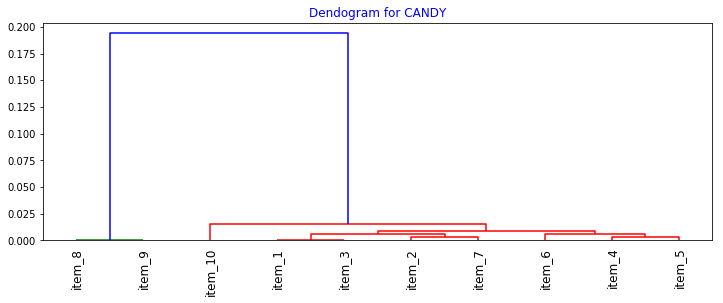 Dendogram for CANDY
0.200
0.175
0.150
0.125
0.100
0.075
0.050
0.025
0.000
item_8
item_9
item_10
item_1
item_3
item_2
item_7
item_6
item_4
item_5